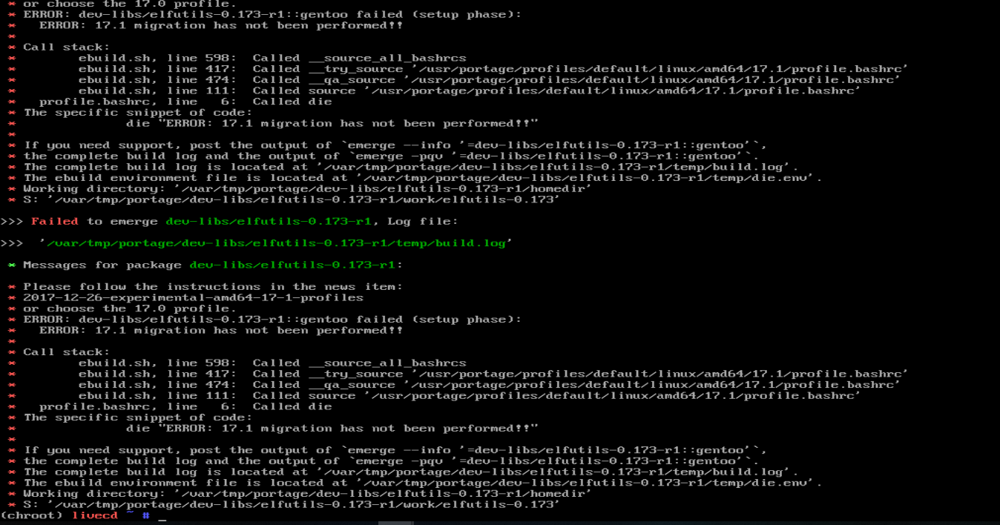 * or choose the 17.0 profile.
* ERROR: dev-libs/elfutils-0.173-r1::gentoo failed (setup phase):
*   ERROR: 17.1 migration has not been performed!!
*
* Call stack:
*        ebuild.sh, line 598:  Called __source_all_bashrcs
*        ebuild.sh, line 417:  Called __try_source '/usr/portage/profiles/default/linux/amd64/17.1/profile.bashrc'
*        ebuild.sh, line 474:  Called __qa_source '/usr/portage/profiles/default/linux/amd64/17.1/profile.bashrc'
*        ebuild.sh, line 111:  Called source '/usr/portage/profiles/default/linux/amd64/17.1/profile.bashrc'
*   profile.bashrc, line   6:  Called die
* The specific snippet of code:
*              die "ERROR: 17.1 migration has not been performed!!"
*
* If you need support, post the output of `emerge --info '=dev-libs/elfutils-0.173-r1::gentoo'`,
* the complete build log and the output of `emerge -pqv '=dev-libs/elfutils-0.173-r1::gentoo'`.
* The complete build log is located at '/var/tmp/portage/dev-libs/elfutils-0.173-r1/temp/build.log'.
* The ebuild environment file is located at '/var/tmp/portage/dev-libs/elfutils-0.173-r1/temp/die.env'.
* Working directory: '/var/tmp/portage/dev-libs/elfutils-0.173-r1/homedir'
* S: '/var/tmp/portage/dev-libs/elfutils-0.173-r1/work/elfutils-0.173'
>>> Failed to emerge dev-libs/elfutils-0.173-r1, Log file:
>>>  '/var/tmp/portage/dev-libs/elfutils-0.173-r1/temp/build.log'
* Messages for package dev-libs/elfutils-0.173-r1:
* Please follow the instructions in the news item:
* 2017-12-26-experimental-amd64-17-1-profiles
* or choose the 17.0 profile.
* ERROR: dev-libs/elfutils-0.173-r1::gentoo failed (setup phase):
*   ERROR: 17.1 migration has not been performed!!
*
* Call stack:
*        ebuild.sh, line 598:  Called __source_all_bashrcs
*        ebuild.sh, line 417:  Called __try_source '/usr/portage/profiles/default/linux/amd64/17.1/profile.bashrc'
*        ebuild.sh, line 474:  Called __qa_source '/usr/portage/profiles/default/linux/amd64/17.1/profile.bashrc'
*        ebuild.sh, line 111:  Called source '/usr/portage/profiles/default/linux/amd64/17.1/profile.bashrc'
*   profile.bashrc, line   6:  Called die
* The specific snippet of code:
*              die "ERROR: 17.1 migration has not been performed!!"
*
* If you need support, post the output of `emerge --info '=dev-libs/elfutils-0.173-r1::gentoo'`,
* the complete build log and the output of `emerge -pqv '=dev-libs/elfutils-0.173-r1::gentoo'`.
* The complete build log is located at '/var/tmp/portage/dev-libs/elfutils-0.173-r1/temp/build.log'.
* The ebuild environment file is located at '/var/tmp/portage/dev-libs/elfutils-0.173-r1/temp/die.env'.
* Working directory: '/var/tmp/portage/dev-libs/elfutils-0.173-r1/homedir'
* S: '/var/tmp/portage/dev-libs/elfutils-0.173-r1/work/elfutils-0.173'
(chroot) livecd ~ # _